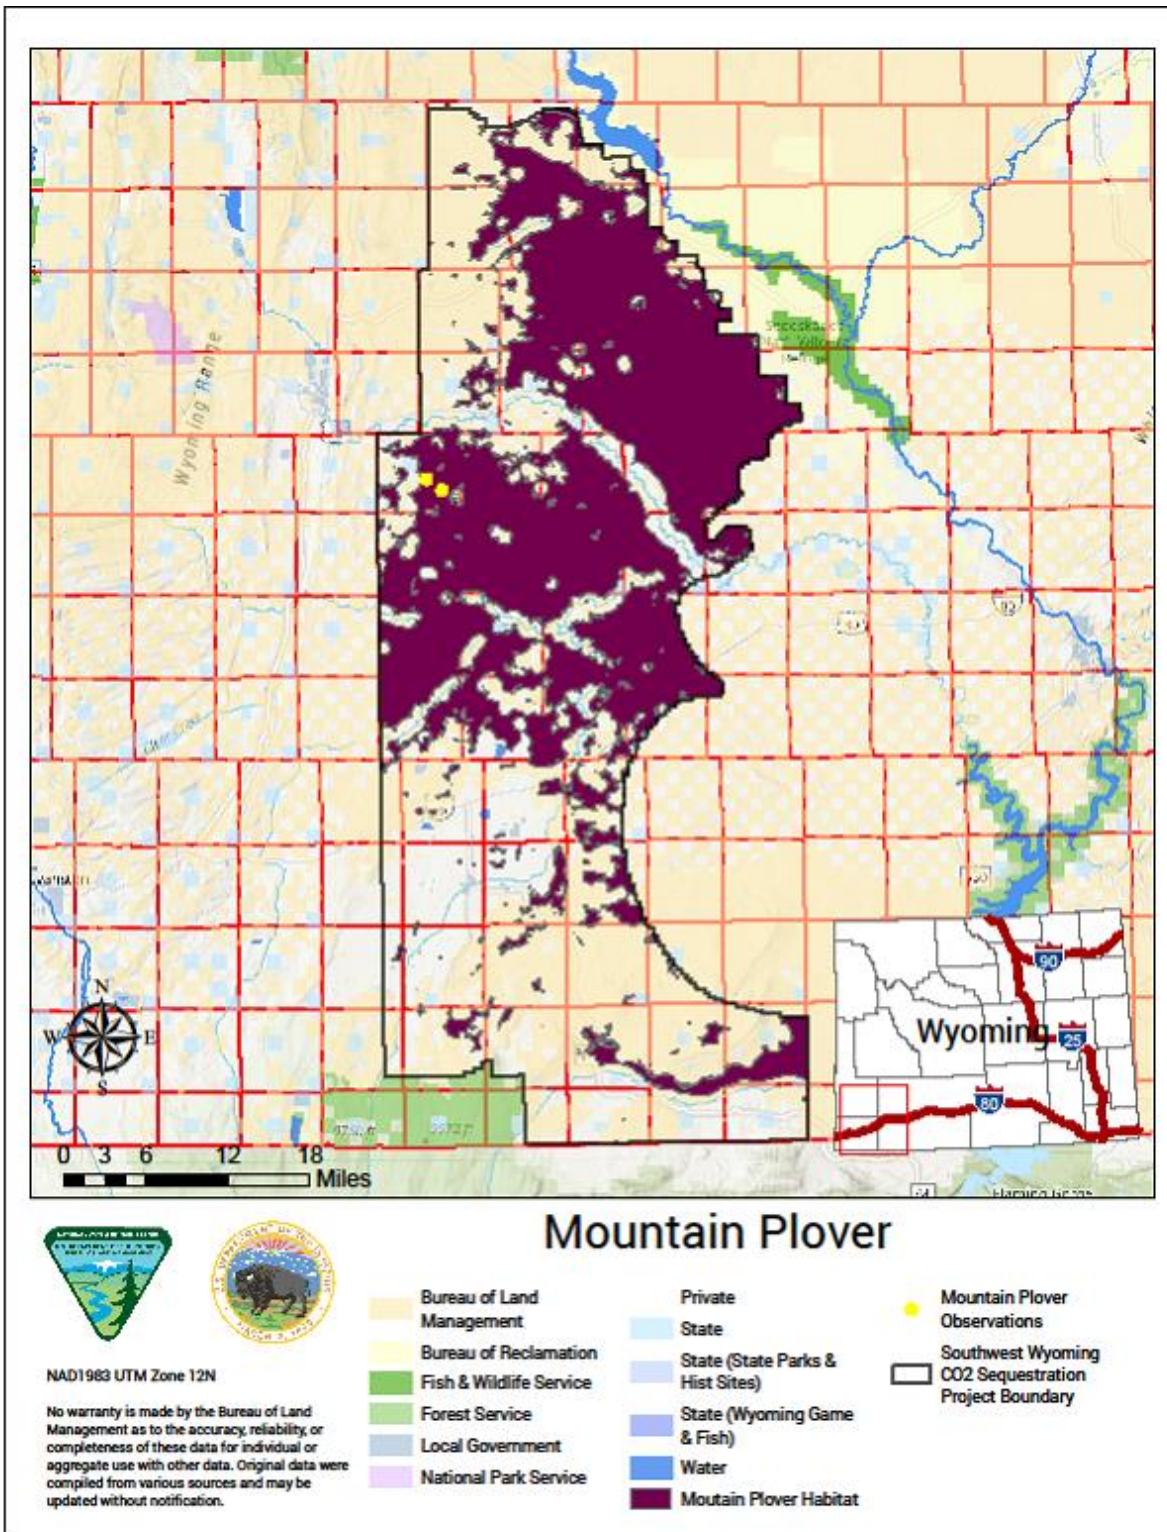 Wyoming Range
N
W E
S
90
Wyoming
25
80
0 3 6 12 18
Miles
Mountain Plover
NAD1983 UTM Zone 12N
No warranty is made by the Bureau of Land
Management as to the accuracy, reliability, or
completeness of these data for individual or
aggregate use with other data. Original data were
compiled from various sources and may be
updated without notification.
Bureau of Land
Management
Bureau of Reclamation
Fish & Wildlife Service
Forest Service
Local Government
National Park Service
Private
State
State (State Parks &
Hist Sites)
State (Wyoming Game
& Fish)
Water
Moutain Plover Habitat
Mountain Plover
Observations
Southwest Wyoming
CO2 Sequestration
Project Boundary